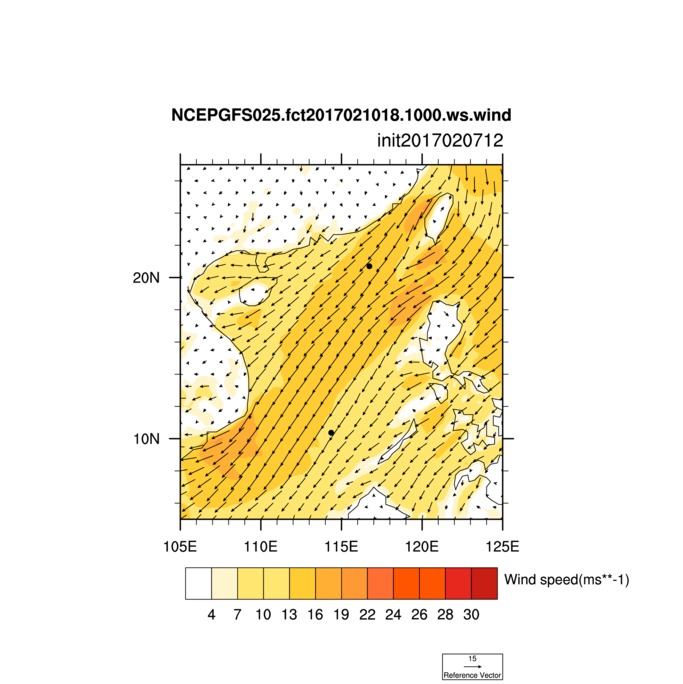 NCEPGFS025.fct2017021018.1000.ws.wind
init2017020712
20N
10N
105E 110E 115E 120E 125E
Wind speed(ms**-1)
4 7 10 13 16 19 22 24 26 28 30
15
Reference Vector